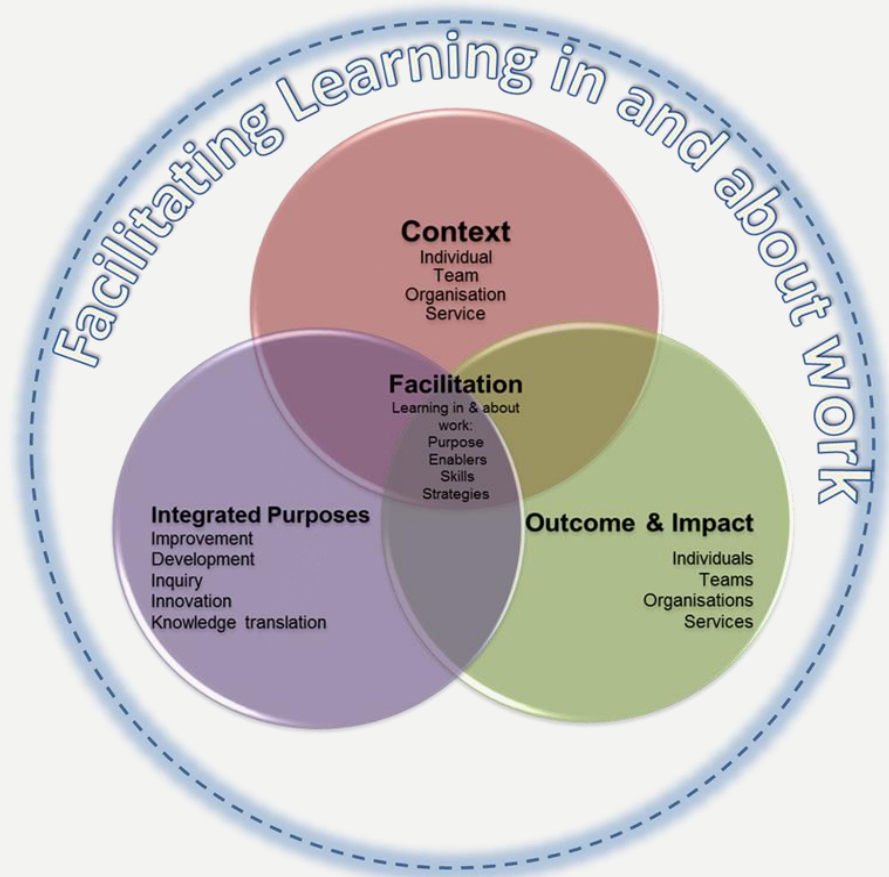 Facilitating Learning in and about work
Context
Individual
Team
Organisation
Service
Facilitation
Learning in & about
work:
Purpose
Enablers
Skills
Strategies
Integrated Purposes
Improvement
Development
Inquiry
Innovation
Knowledge translation
Outcome & Impact
Individuals
Teams
Organisations
Services